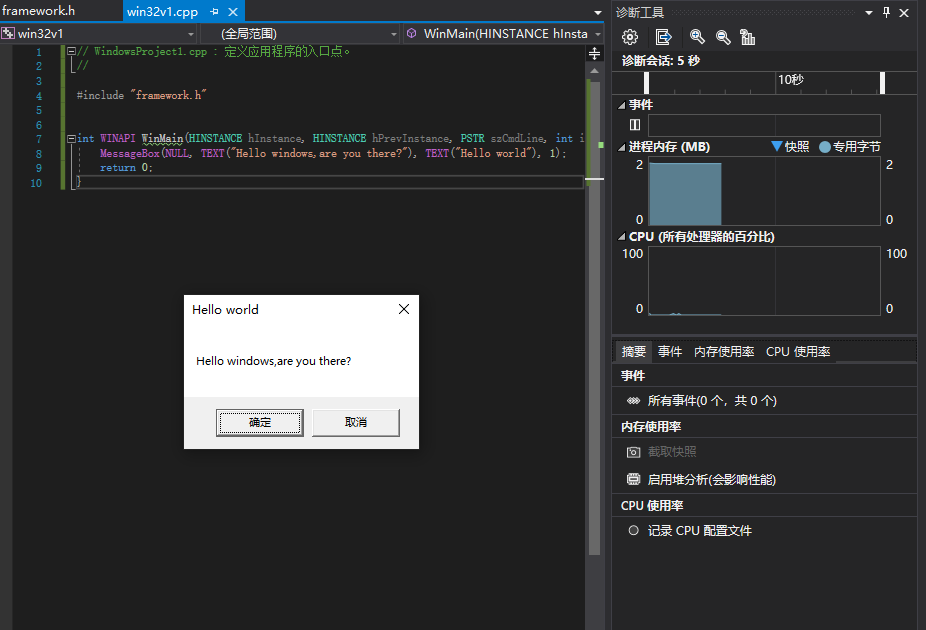 framework.h
win32v1.cpp
win32v1
(全局范围)
WinMain(HINSTANCE hInsta
1 // WindowsProject1.cpp : 定义应用程序的入口点。
2 //
3
4 #include "framework.h"
5
6
7 int WINAPI WinMain(HINSTANCE hInstance, HINSTANCE hPrevInstance, PSTR szCmdLine, int i
8 MessageBox(NULL, TEXT("Hello windows,are you there?"), TEXT("Hello world"), 1);
9 return 0;
10 }
Hello world
Hello windows,are you there?
确定
取消
诊断工具
诊断会话: 5 秒
10秒
事件
进程内存 (MB)
快照
专用字节
2
2
0
0
CPU (所有处理器的百分比)
100
100
0
0
摘要
事件
内存使用率
CPU 使用率
事件
所有事件(0 个，共 0 个)
内存使用率
截取快照
启用堆分析(会影响性能)
CPU 使用率
记录 CPU 配置文件